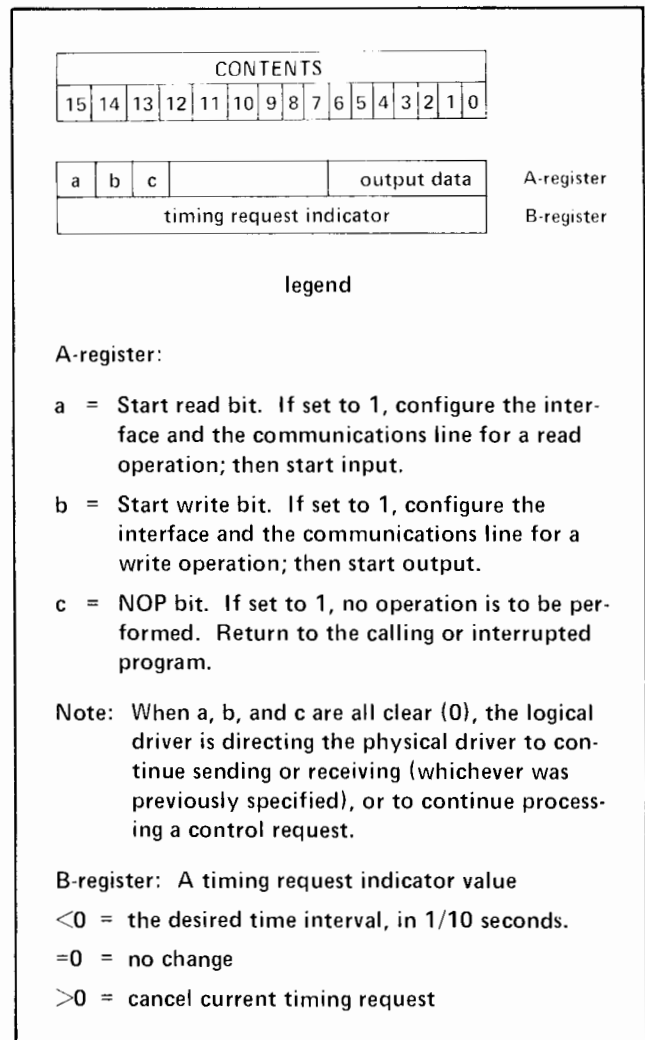 CONTENTS
15 14 13 12 11 10 9 8 7 6 5 4 3 2 1 0
a b c output data A-register
timing request indicator B-register
legend
A-register:
a = Start read bit. If set to 1, configure the inter-
face and the communications line for a read
operation; then start input.
b = Start write bit. If set to 1, configure the
interface and the communications line for a
write operation; then start output.
c = NOP bit. If set to 1, no operation is to be per-
formed. Return to the calling or interrupted
program.
Note: When a, b, and c are all clear (0), the logical
driver is directing the physical driver to con-
tinue sending or receiving (whichever was
previously specified), or to continue process-
ing a control request.
B-register: A timing request indicator value
<0 = the desired time interval, in 1/10 seconds.
=0 = no change
>0 = cancel current timing request